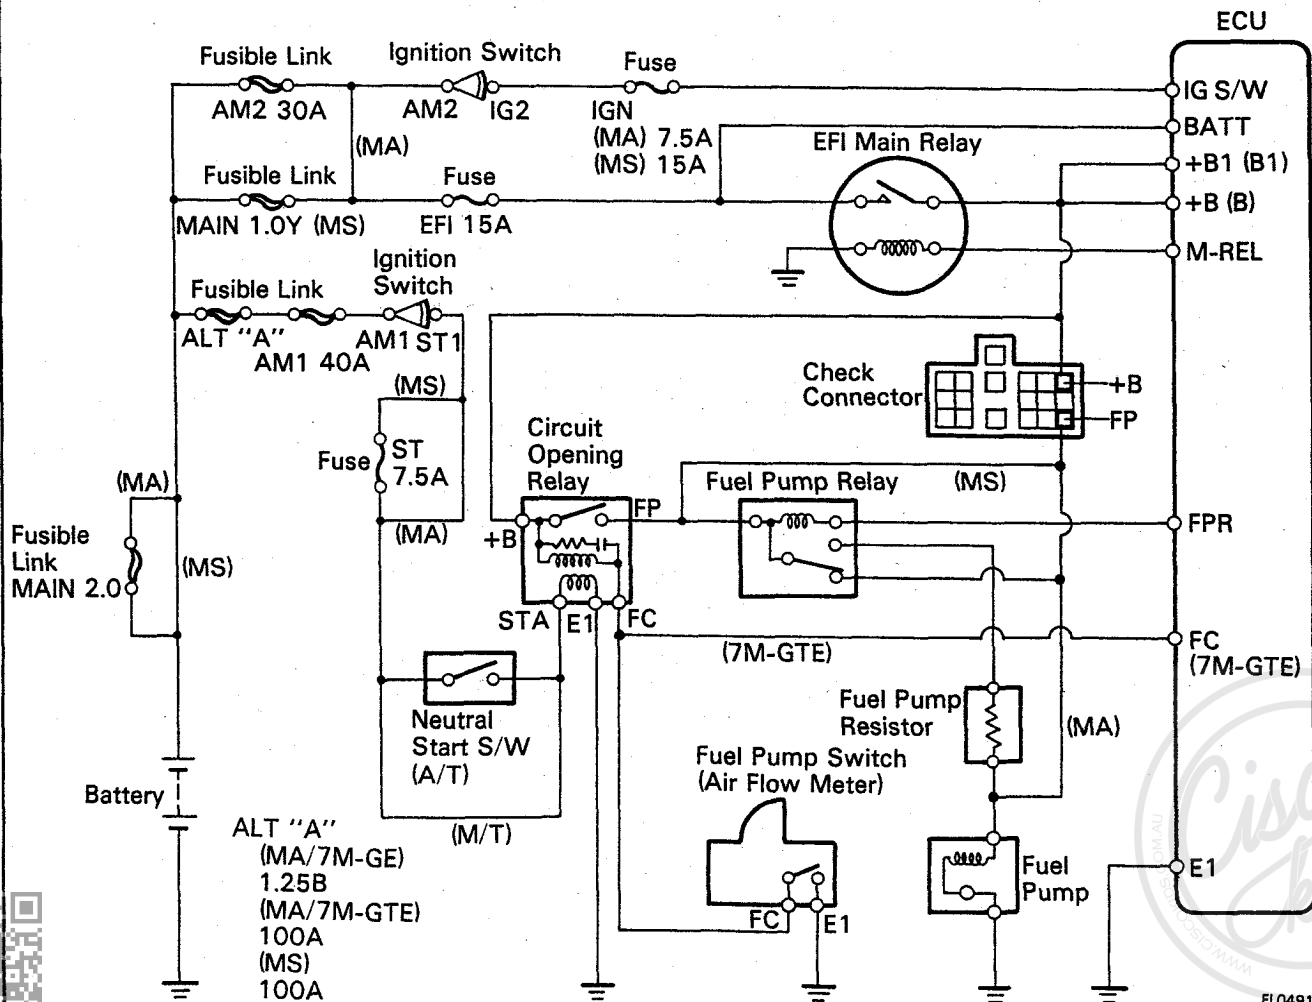 ECU
Fusible Link
Ignition Switch
Fuse
AM2 30A
AM2
IG2
IGN
(MA) 7.5A
(MS) 15A
IG S/W
BATT
+B1 (B1)
+B (B)
M-REL
(MA)
EFI Main Relay
Fusible Link
Fuse
MAIN 1.0Y (MS)
EFI 15A
Ignition
Switch
Fusible Link
ALT "A"
AM1 40A
AM1
ST1
Check
Connector
+B
FP
(MS)
Fuse
ST
7.5A
(MA)
Circuit
Opening
Relay
+B
FP
Fuel Pump Relay
(MS)
FPR
(MA)
Fusible
Link
MAIN 2.0
(MS)
STA
E1
FC
(7M-GTE)
FC
(7M-GTE)
Neutral
Start S/W
(A/T)
(M/T)
Fuel Pump
Resistor
(MA)
Fuel Pump Switch
(Air Flow Meter)
FC
E1
Fuel
Pump
E1
Battery
ALT "A"
(MA/7M-GE)
1.25B
(MA/7M-GTE)
100A
(MS)
100A